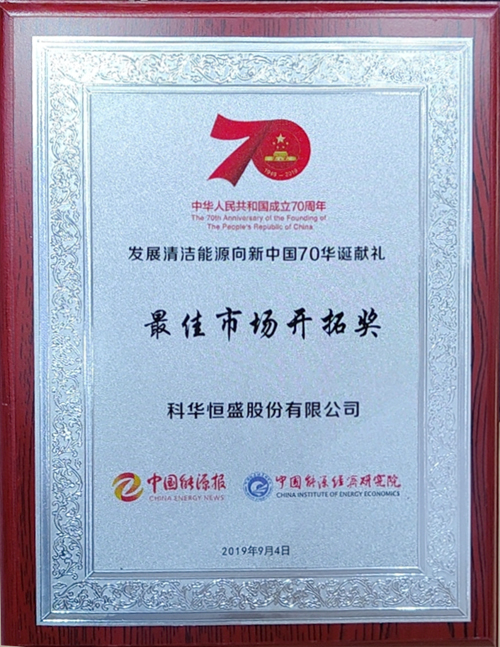 70
1949-2019
中华人民共和国成立70周年
The 70th Anniversary of the Founding of
The People's Republic of China
发展清洁能源向新中国70华诞献礼
最佳市场开拓奖
科华恒盛股份有限公司
中国能源报
CHINA ENERGY NEWS
中国能源经济研究院
CHINA INSTITUTE OF ENERGY ECONOMICS
2019年9月4日